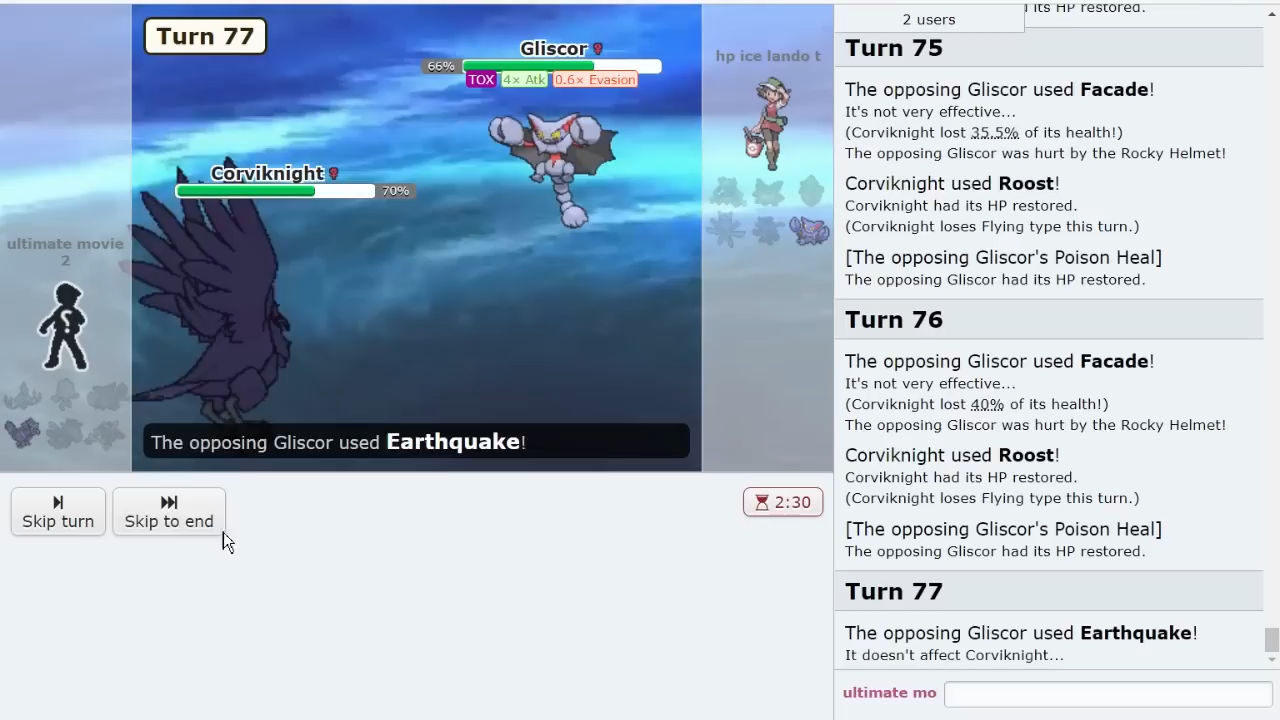 2 users
its HP restored.
Turn 77
Gliscor
66%
TOX 4× Atk 0.6× Evasion
hp ice lando t
Corviknight
70%
ultimate movie
2
The opposing Gliscor used Earthquake!
Skip turn
Skip to end
2:30
Turn 75
The opposing Gliscor used Facade!
It's not very effective...
(Corviknight lost 35.5% of its health!)
The opposing Gliscor was hurt by the Rocky Helmet!
Corviknight used Roost!
Corviknight had its HP restored.
(Corviknight loses Flying type this turn.)
[The opposing Gliscor's Poison Heal]
The opposing Gliscor had its HP restored.
Turn 76
The opposing Gliscor used Facade!
It's not very effective...
(Corviknight lost 40% of its health!)
The opposing Gliscor was hurt by the Rocky Helmet!
Corviknight used Roost!
Corviknight had its HP restored.
(Corviknight loses Flying type this turn.)
[The opposing Gliscor's Poison Heal]
The opposing Gliscor had its HP restored.
Turn 77
The opposing Gliscor used Earthquake!
It doesn't affect Corviknight...
ultimate mo